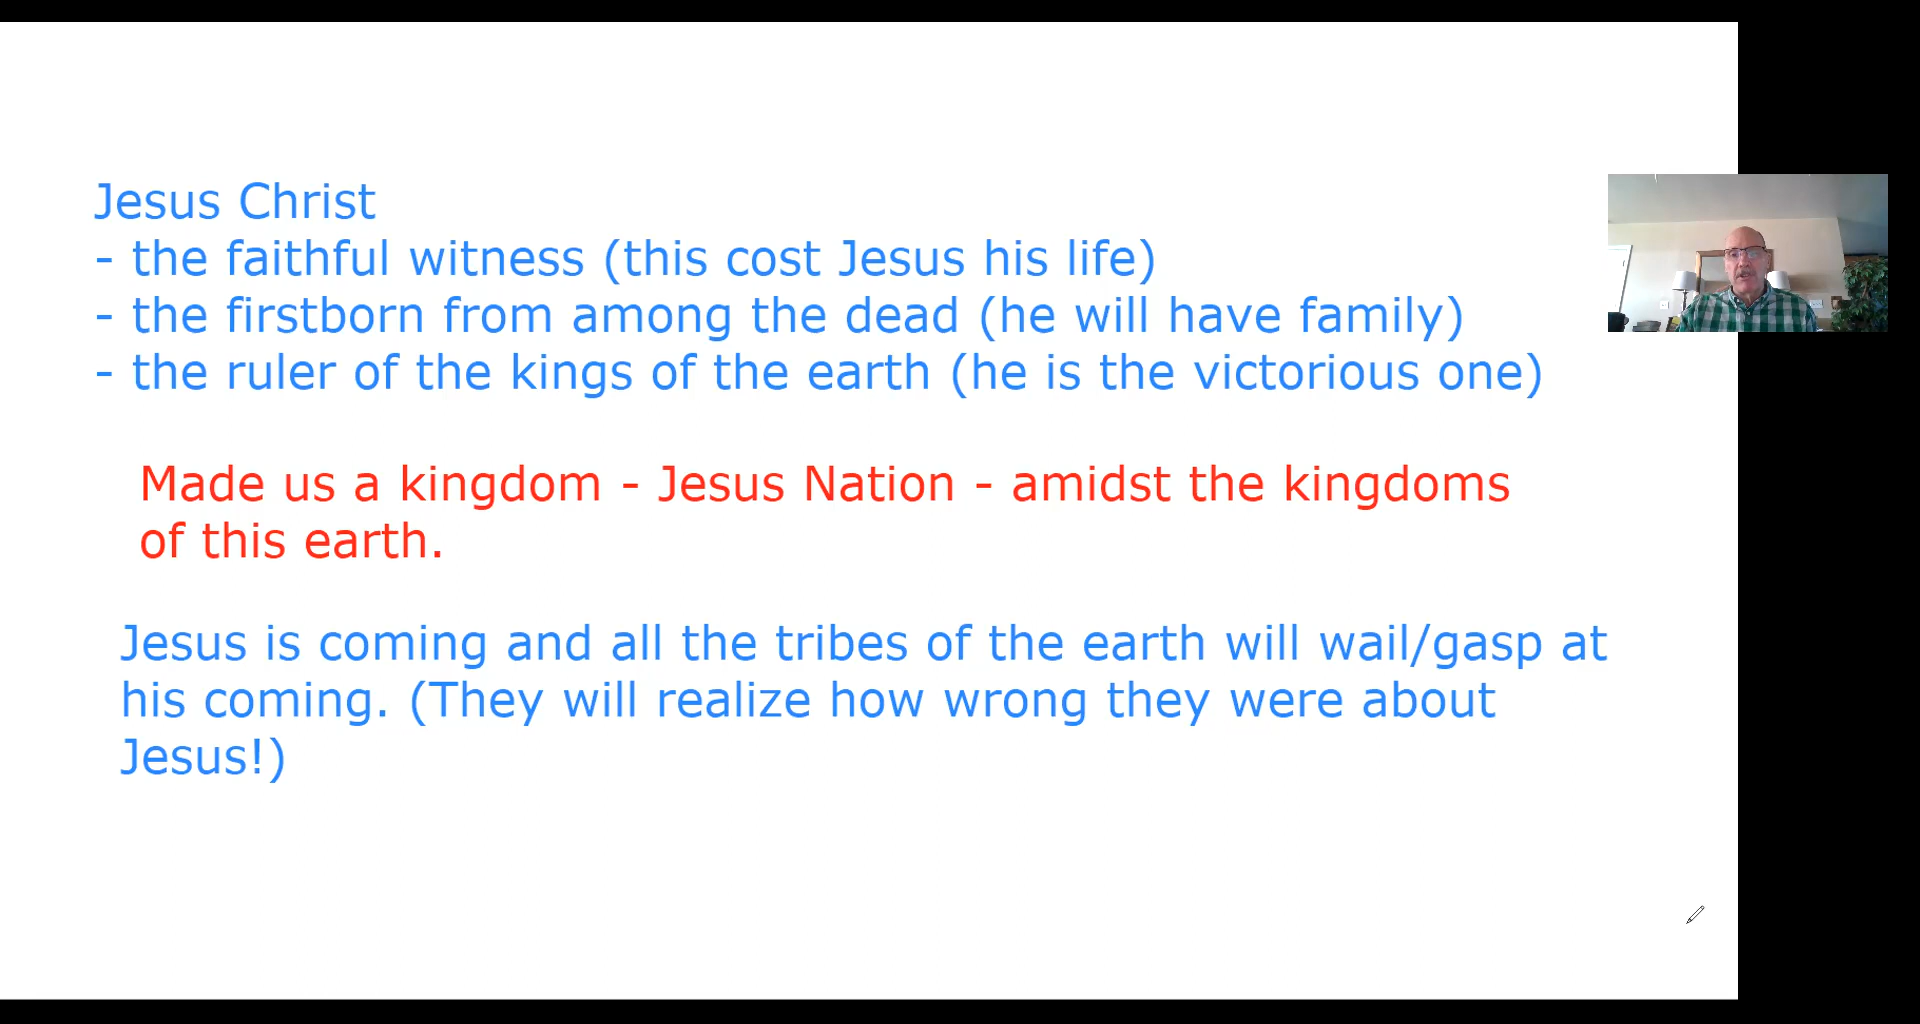 Jesus Christ
- the faithful witness (this cost Jesus his life)
- the firstborn from among the dead (he will have family)
- the ruler of the kings of the earth (he is the victorious one)
Made us a kingdom - Jesus Nation - amidst the kingdoms
of this earth.
Jesus is coming and all the tribes of the earth will wail/gasp at
his coming. (They will realize how wrong they were about
Jesus!)